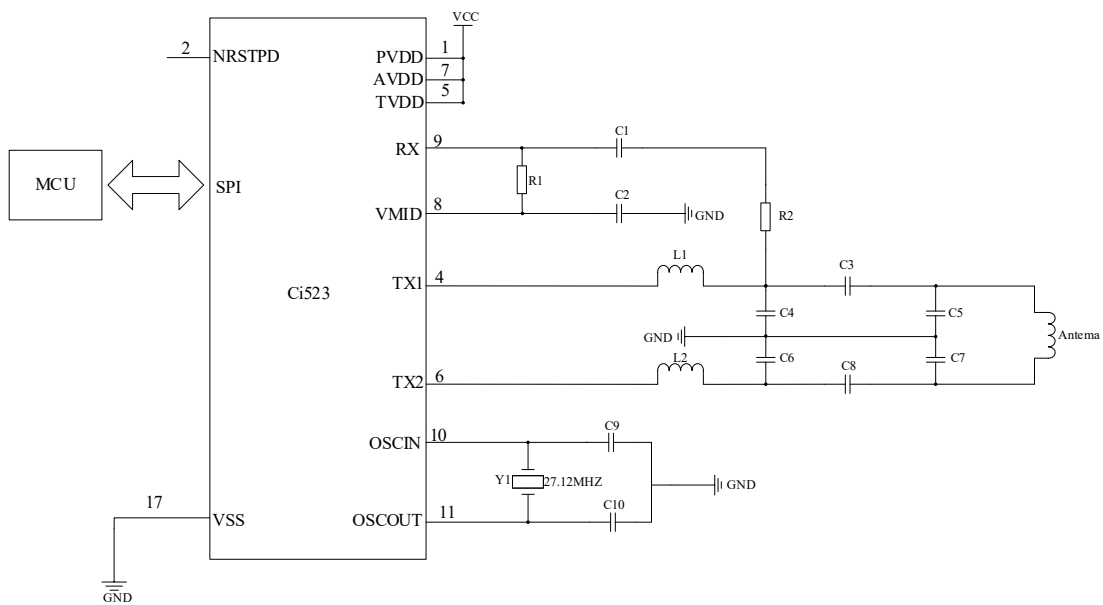 VCC
2
NRSTPD
PVDD
1
AVDD
7
TVDD
5
RX
9
C1
MCU
SPI
R1
C2
VMID
8
GND
R2
L1
C3
TX1
4
Ci523
C4
C5
GND
Antema
L2
C6
C7
C8
TX2
6
OSCIN
10
C9
Y1
27.12MHZ
GND
C10
17
VSS
OSCOUT
11
GND